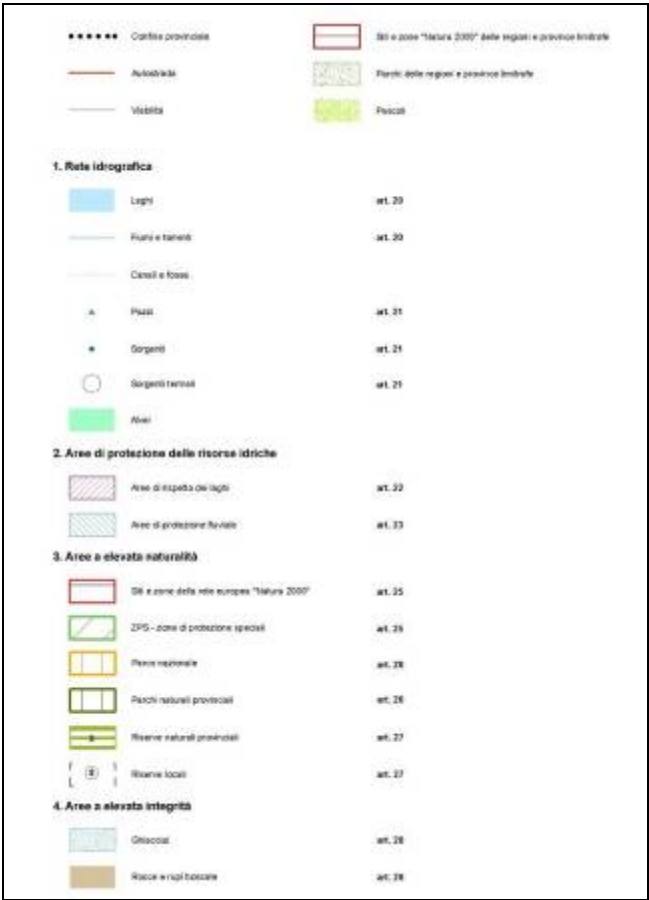 Confine provinciale
Siti e zone "Natura 2000" delle regioni e province limitrofe
Autostrada
Parchi delle regioni e province limitrofe
Viabilità
Pascoli
1. Rete idrografica
Laghi art. 20
Fiumi e torrenti art. 20
Canali e fosse
Pozzi art. 21
Sorgenti art. 21
Sorgenti termali art. 21
Alvei
2. Aree di protezione delle risorse idriche
Aree di rispetto dei laghi art. 22
Aree di protezione fluviale art. 23
3. Aree a elevata naturalità
Siti e zone della rete europea "Natura 2000" art. 25
ZPS - zone di protezione speciali art. 25
Parco nazionale art. 26
Parchi naturali provinciali art. 26
Riserve naturali provinciali art. 27
Riserve locali art. 27
4. Aree a elevata integrità
Ghiacciai art. 28
Rocce e rupi boscate art. 28